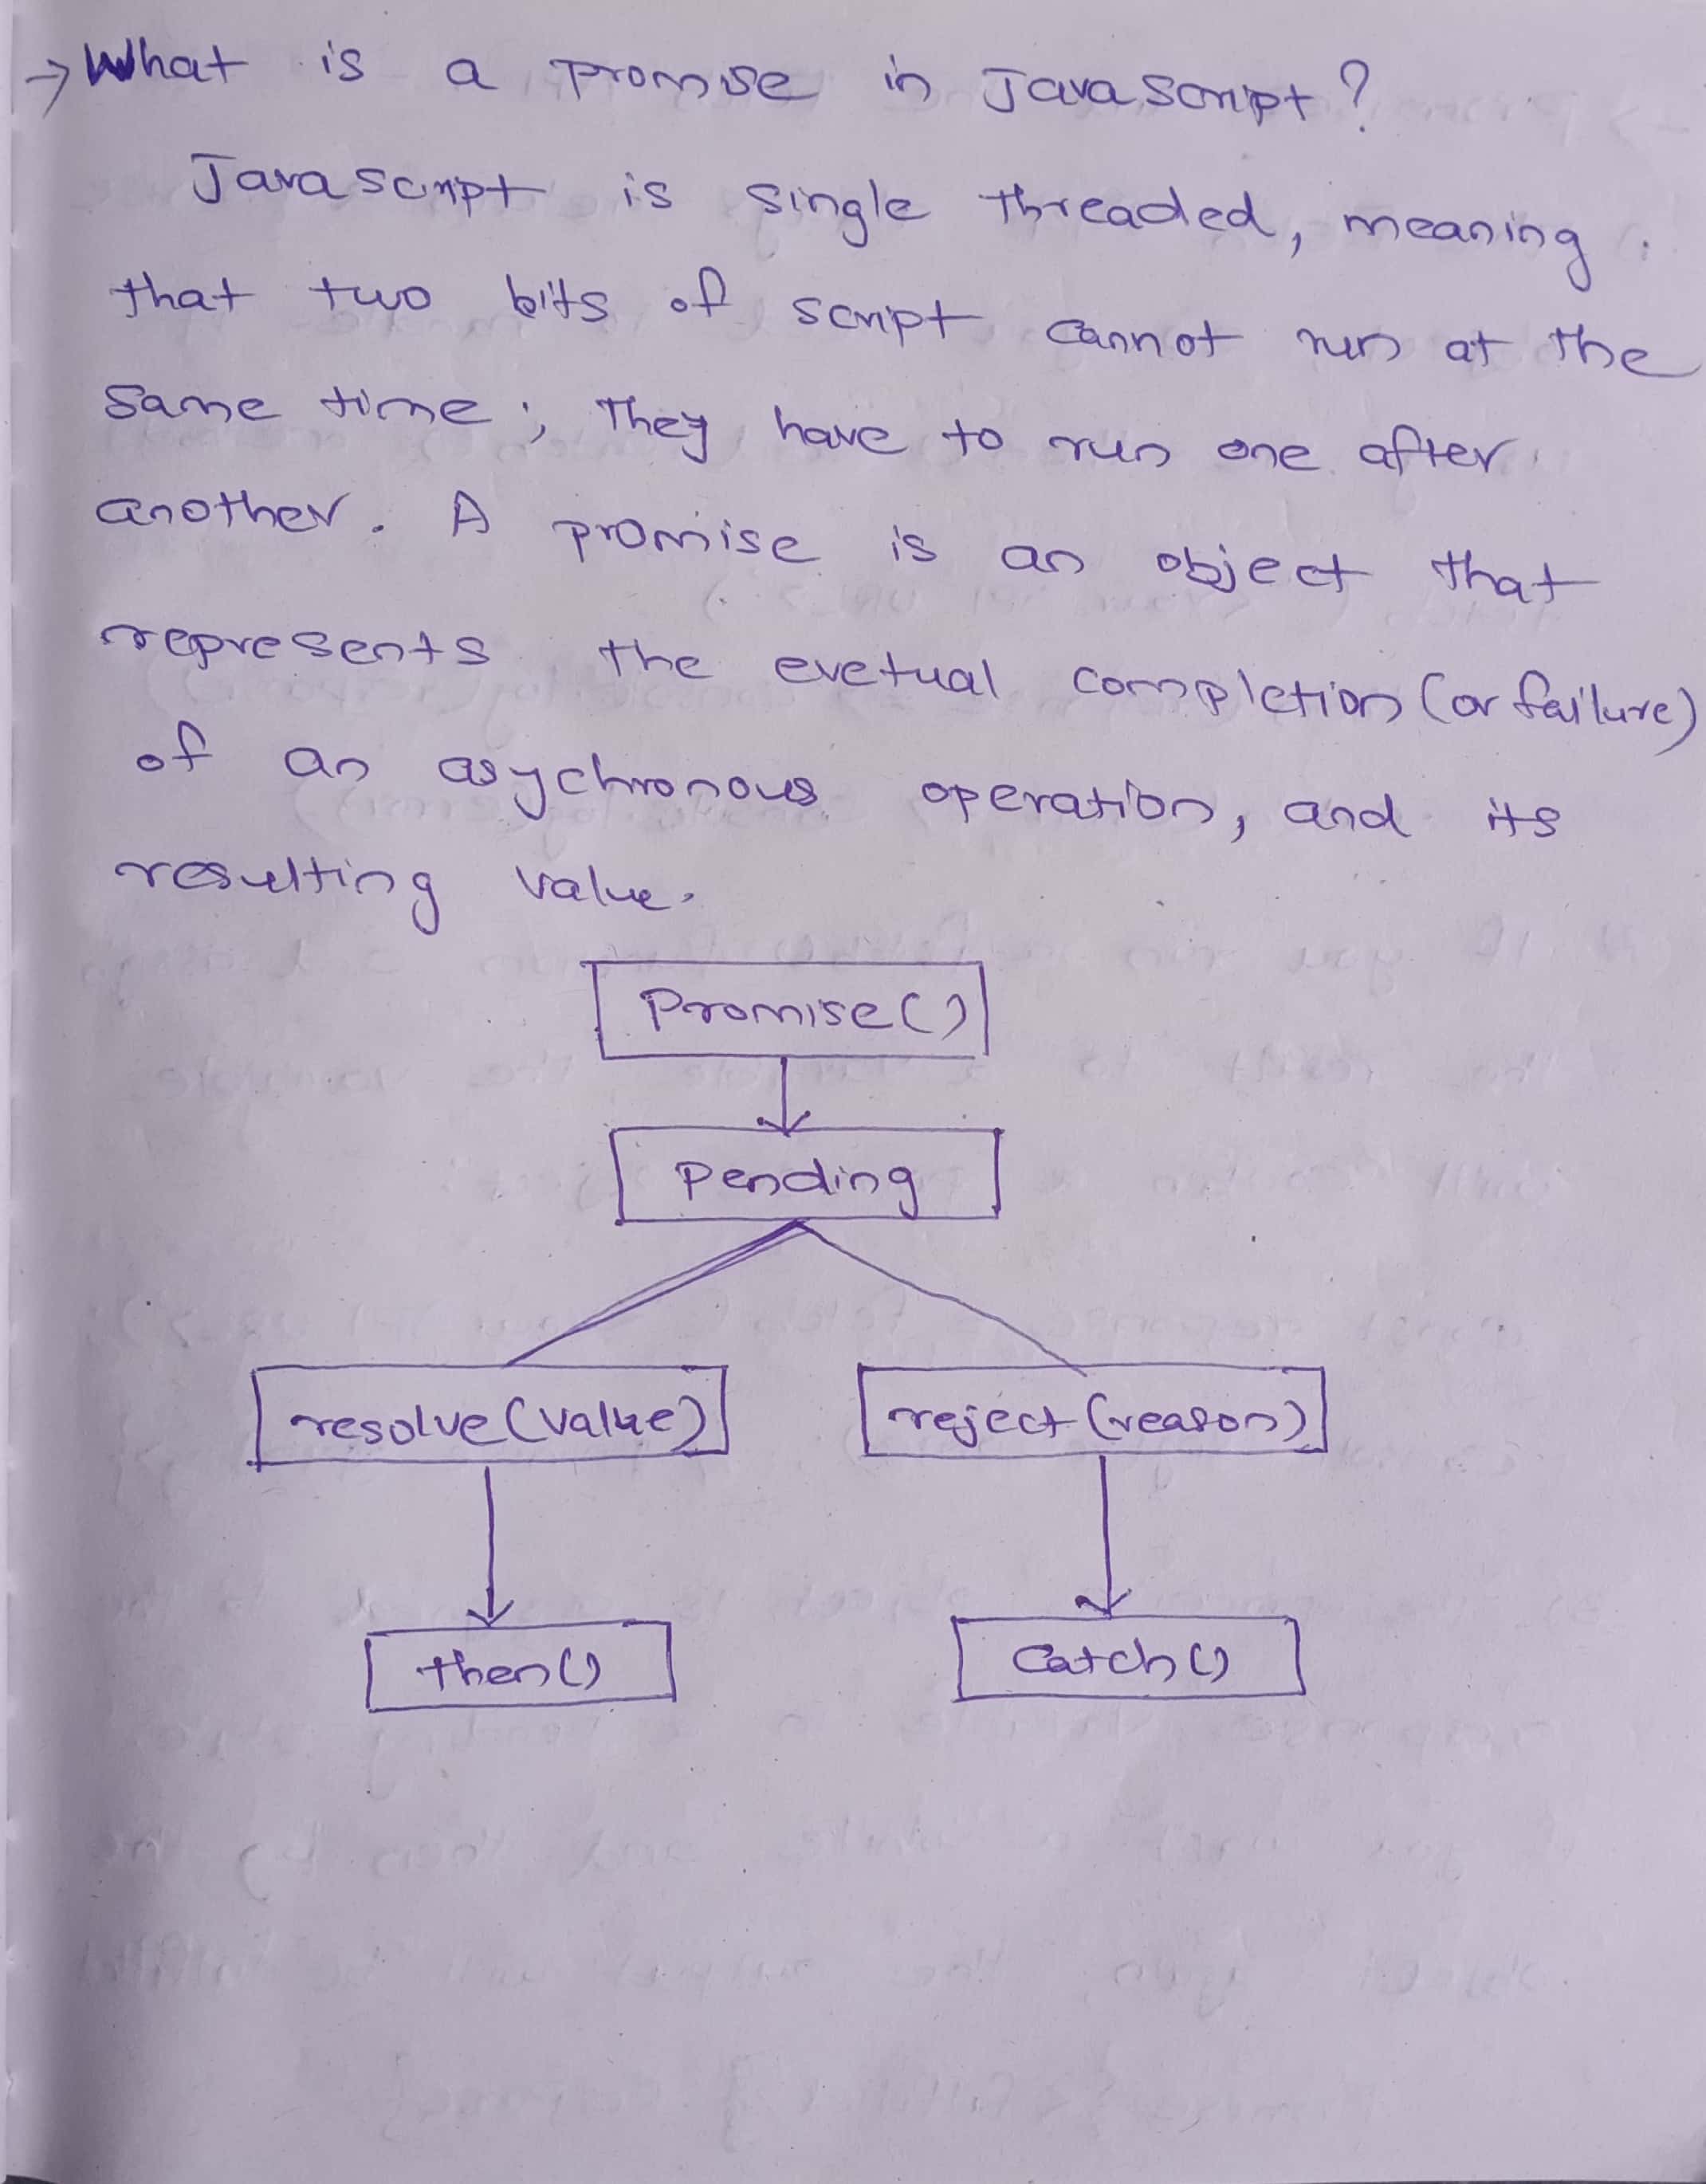 → What is a promise in JavaScript?
Javascript is single threaded, meaning
that two bits of script cannot run at the
same time; They have to run one after
another. A promise is an object that
represents the evetual completion (or failure)
of an asychronous operation, and its
resulting value.
Promise()
Pending
resolve(value) reject(reason)
then() Catch()